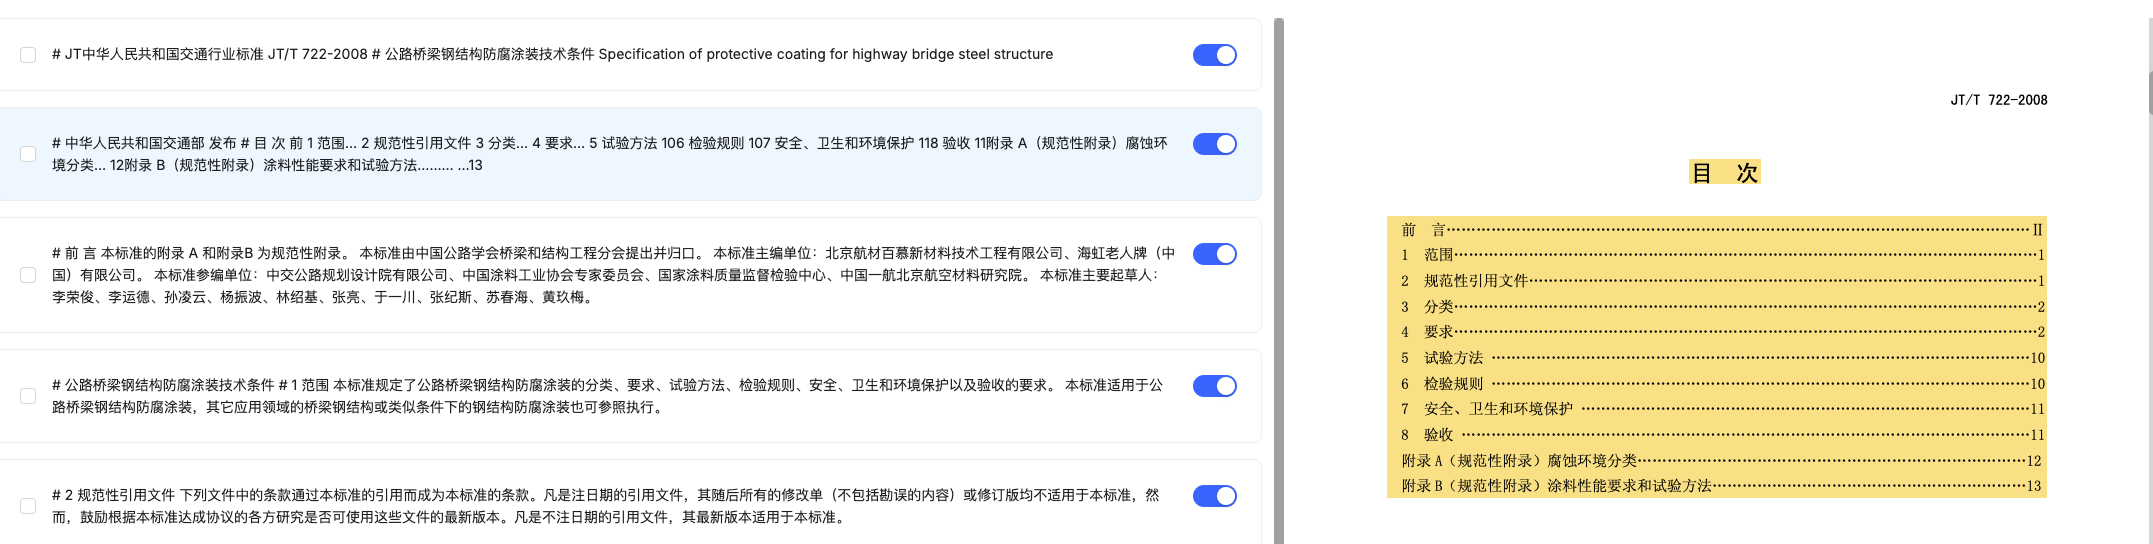 # JT中华人民共和国交通行业标准 JT/T 722-2008 # 公路桥梁钢结构防腐涂装技术条件 Specification of protective coating for highway bridge steel structure
# 中华人民共和国交通部 发布 # 目 次 前 1 范围... 2 规范性引用文件 3 分类... 4 要求... 5 试验方法 106 检验规则 107 安全、卫生和环境保护 118 验收 11附录 A（规范性附录）腐蚀环
境分类... 12附录 B（规范性附录）涂料性能要求和试验方法......... ...13
# 前 言 本标准的附录 A 和附录B 为规范性附录。 本标准由中国公路学会桥梁和结构工程分会提出并归口。 本标准主编单位：北京航材百慕新材料技术工程有限公司、海虹老人牌（中
国）有限公司。 本标准参编单位：中交公路规划设计院有限公司、中国涂料工业协会专家委员会、国家涂料质量监督检验中心、中国一航北京航空材料研究院。 本标准主要起草人：
李荣俊、李运德、孙凌云、杨振波、林绍基、张亮、于一川、张纪斯、苏春海、黄玖梅。
# 公路桥梁钢结构防腐涂装技术条件 # 1 范围 本标准规定了公路桥梁钢结构防腐涂装的分类、要求、试验方法、检验规则、安全、卫生和环境保护以及验收的要求。 本标准适用于公
路桥梁钢结构防腐涂装，其它应用领域的桥梁钢结构或类似条件下的钢结构防腐涂装也可参照执行。
# 2 规范性引用文件 下列文件中的条款通过本标准的引用而成为本标准的条款。凡是注日期的引用文件，其随后所有的修改单（不包括勘误的内容）或修订版均不适用于本标准，然
而，鼓励根据本标准达成协议的各方研究是否可使用这些文件的最新版本。凡是不注日期的引用文件，其最新版本适用于本标准。
JT/T 722-2008
目 次
前 言……………………………………Ⅱ
1 范围……………………………………1
2 规范性引用文件……………………………………1
3 分类……………………………………2
4 要求……………………………………2
5 试验方法 ……………………………………10
6 检验规则 ……………………………………10
7 安全、卫生和环境保护 ……………………………………11
8 验收 ……………………………………11
附录 A（规范性附录）腐蚀环境分类……………………………………12
附录 B（规范性附录）涂料性能要求和试验方法……………………………………13